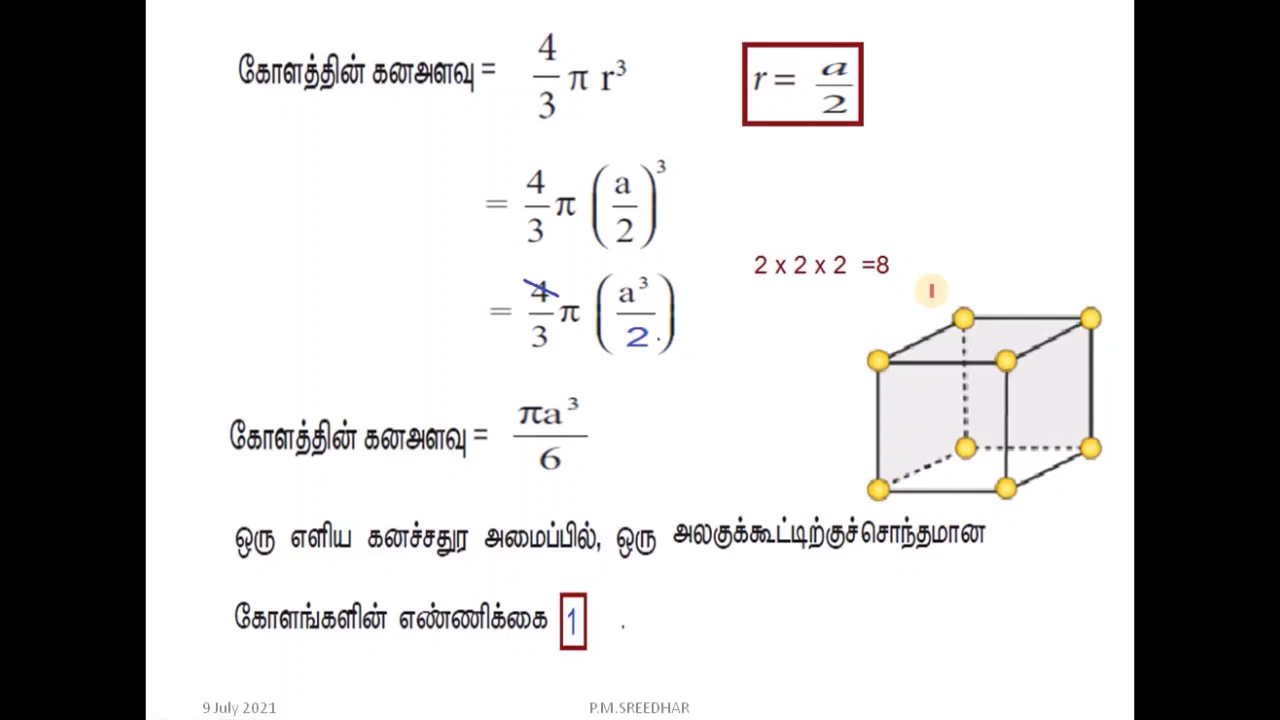 கோளத்தின் கனஅளவு = 4/3 π r³
r = a/2
= 4/3 π (a/2)³
2 x 2 x 2 =8
= 4/3 π (a³/2)
கோளத்தின் கனஅளவு = πa³/6
ஒரு எளிய கனச்சதுர அமைப்பில், ஒரு அலகுக்கூட்டிற்குச்சொந்தமான
கோளங்களின் எண்ணிக்கை 1 .
9 July 2021
P.M.SREEDHAR